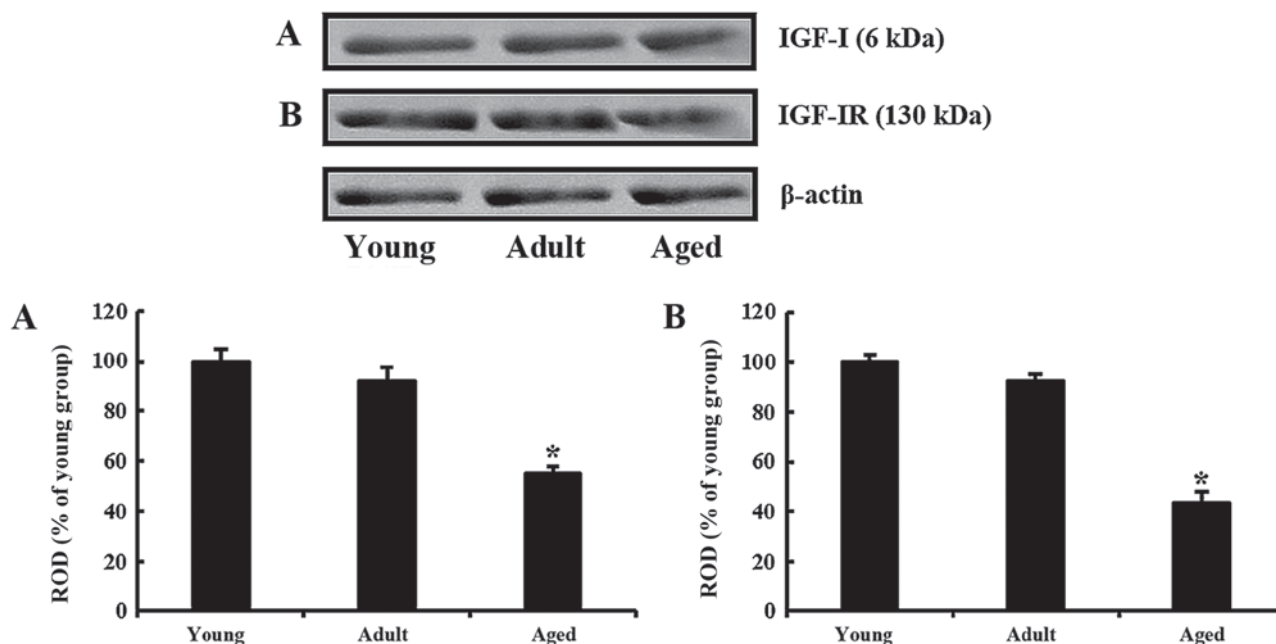 A
IGF-I (6 kDa)
B
IGF-IR (130 kDa)
β-actin
Young Adult Aged
A
ROD (% of young group)
120
100
80
60
40
20
0
*
Young Adult Aged
B
ROD (% of young group)
120
100
80
60
40
20
0
*
Young Adult Aged